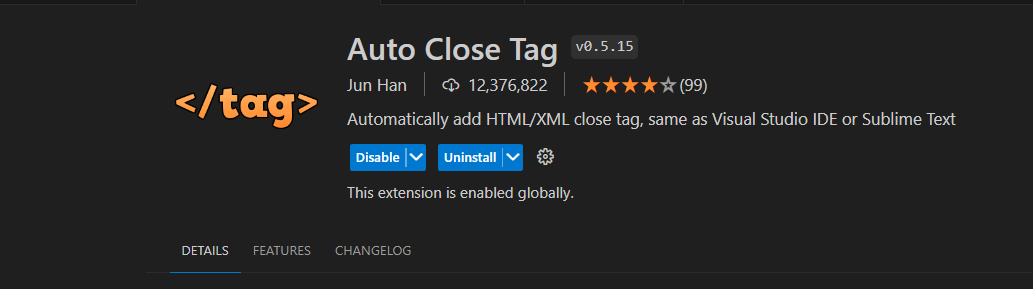 </tag>
Auto Close Tag v0.5.15
Jun Han 12,376,822 (99)
Automatically add HTML/XML close tag, same as Visual Studio IDE or Sublime Text
Disable Uninstall
This extension is enabled globally.
DETAILS FEATURES CHANGELOG